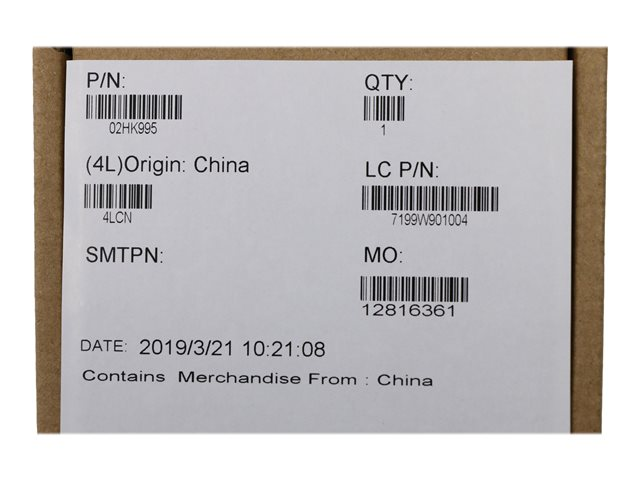 P/N:
02HK995
QTY:
1
(4L)Origin: China
4LCN
LC P/N:
7199W901004
SMTPN:
MO:
12816361
DATE: 2019/3/21 10:21:08
Contains Merchandise From : China